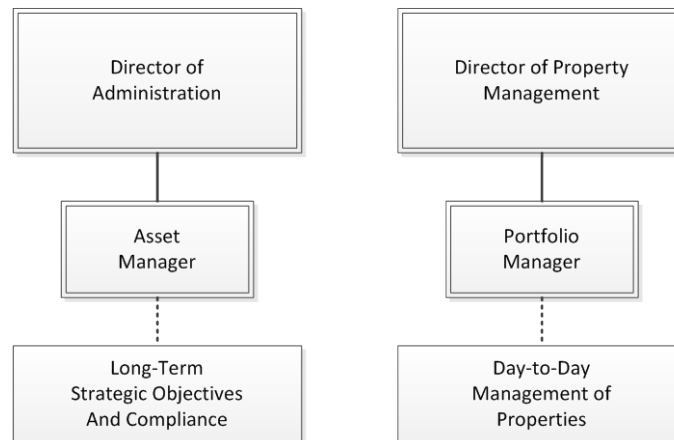 Director of
Administration
Director of Property
Management
Asset
Manager
Portfolio
Manager
Long-Term
Strategic Objectives
And Compliance
Day-to-Day
Management of
Properties